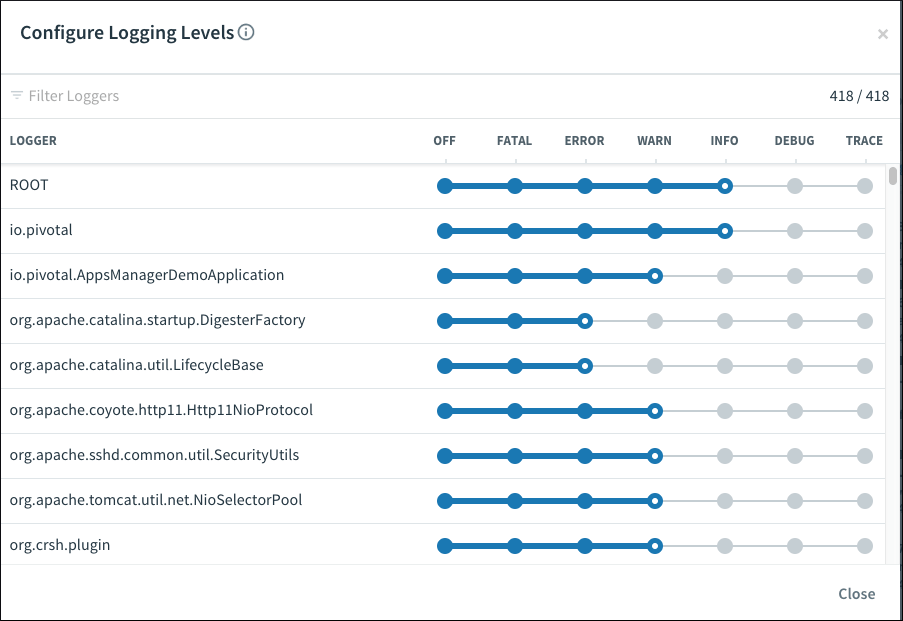 Configure Logging Levels
Filter Loggers 418 / 418
LOGGER OFF FATAL ERROR WARN INFO DEBUG TRACE
ROOT
io.pivotal
io.pivotal.AppsManagerDemoApplication
org.apache.catalina.startup.DigesterFactory
org.apache.catalina.util.LifecycleBase
org.apache.coyote.http11.Http11NioProtocol
org.apache.sshd.common.util.SecurityUtils
org.apache.tomcat.util.net.NioSelectorPool
org.crsh.plugin
Close